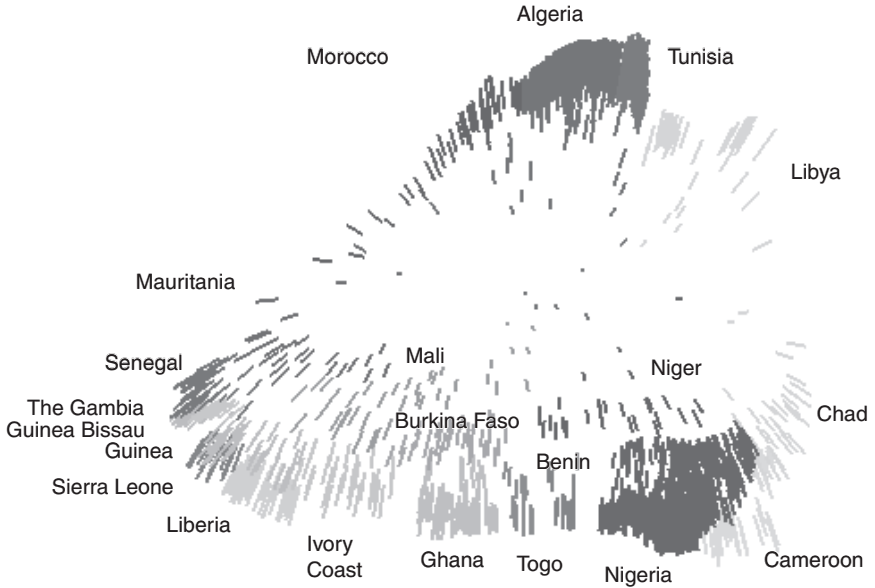 Algeria
Morocco
Tunisia
Libya
Mauritania
Senegal
Mali
Niger
The Gambia
Guinea Bissau
Burkina Faso
Chad
Guinea
Benin
Sierra Leone
Liberia
Ivory
Coast
Ghana
Togo
Nigeria
Cameroon